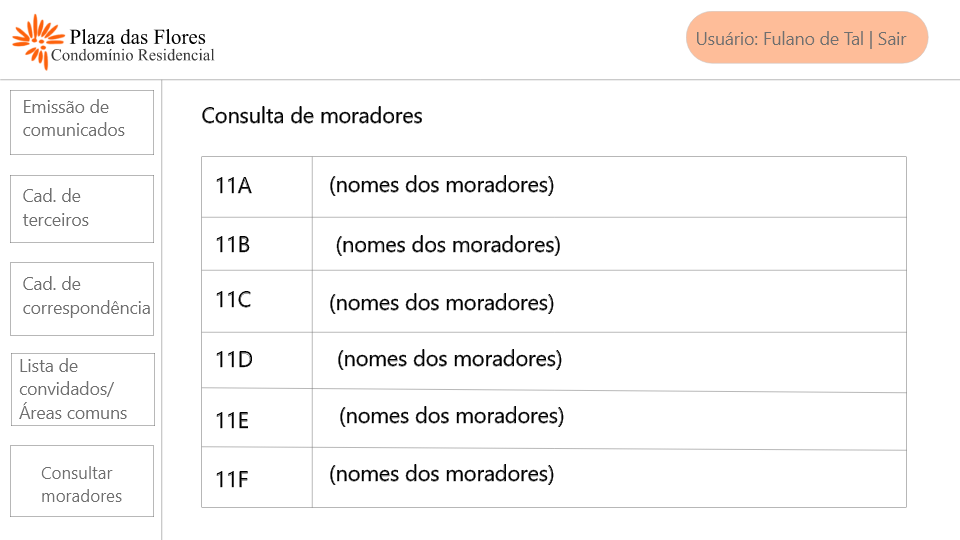 Plaza das Flores
Condomínio Residencial
Usuário: Fulano de Tal | Sair
Emissão de
comunicados
Cad. de
terceiros
Cad. de
correspondência
Lista de
convidados/
Áreas comuns
Consultar
moradores
Consulta de moradores
11A (nomes dos moradores)
11B (nomes dos moradores)
11C (nomes dos moradores)
11D (nomes dos moradores)
11E (nomes dos moradores)
11F (nomes dos moradores)